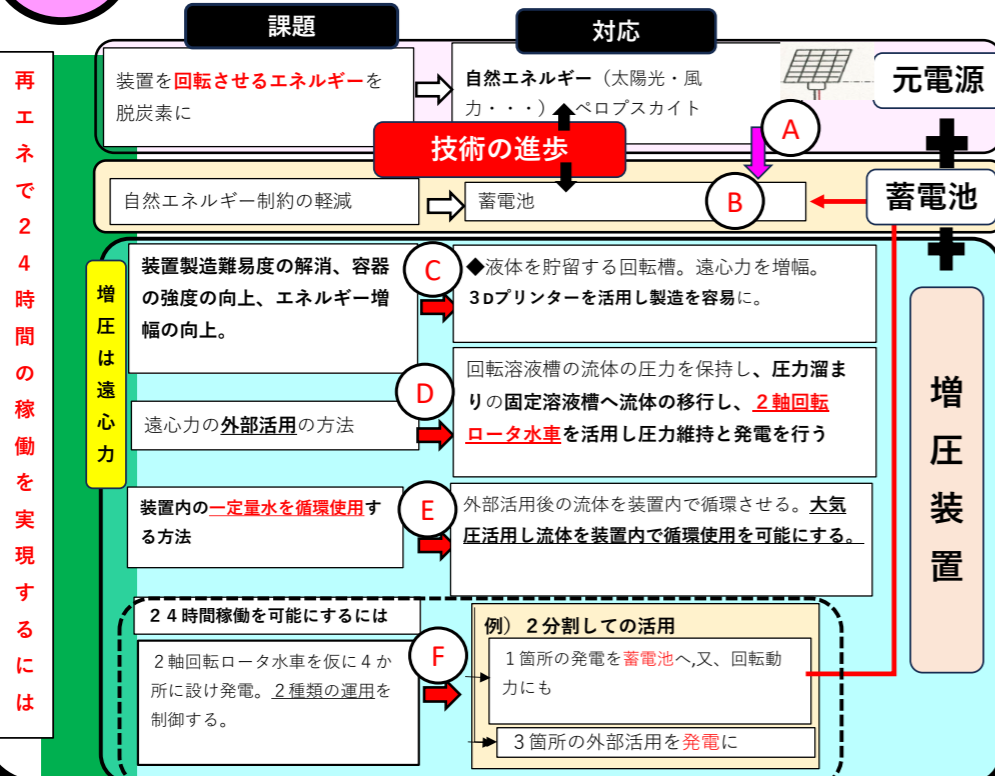 課題
対応
再エネで２４時間の稼働を実現するには
装置を回転させるエネルギーを
脱炭素に
自然エネルギー（太陽光・風
力・・・） ペロプスカイト
元電源
技術の進歩
A
自然エネルギー制約の軽減
蓄電池
B
蓄電池
増圧は遠心力
装置製造難易度の解消、容器
の強度の向上、エネルギー増
幅の向上。
C
◆液体を貯留する回転槽。遠心力を増幅。
３Dプリンターを活用し製造を容易に。
増圧装置
遠心力の外部活用の方法
D
回転溶液槽の流体の圧力を保持し、圧力溜ま
りの固定溶液槽へ流体の移行し、２軸回転
ロータ水車を活用し圧力維持と発電を行う
装置内の一定量水を循環使用す
る方法
E
外部活用後の流体を装置内で循環させる。大気
圧活用し流体を装置内で循環使用を可能にする。
２４時間稼働を可能にするには
２軸回転ロータ水車を仮に４か
所に設け発電。２種類の運用を
制御する。
F
例）２分割しての活用
１箇所の発電を蓄電池へ,又、回転動
力にも
３箇所の外部活用を発電に